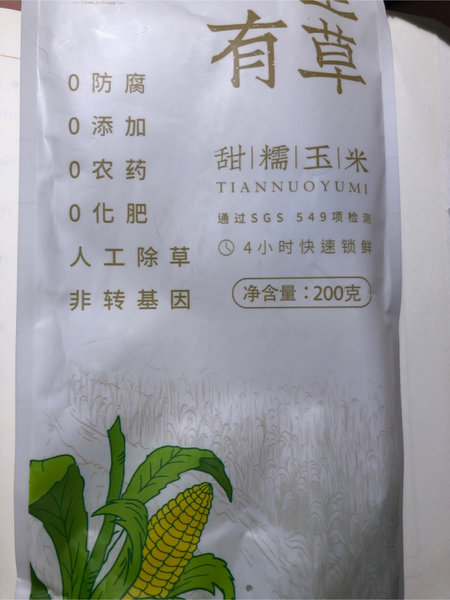 有草
0防腐
0添加
0农药
0化肥
人工除草
非转基因
甜|糯|玉|米
TIANNUOYUMI
通过SGS 549项检测
4小时快速锁鲜
净含量：200克